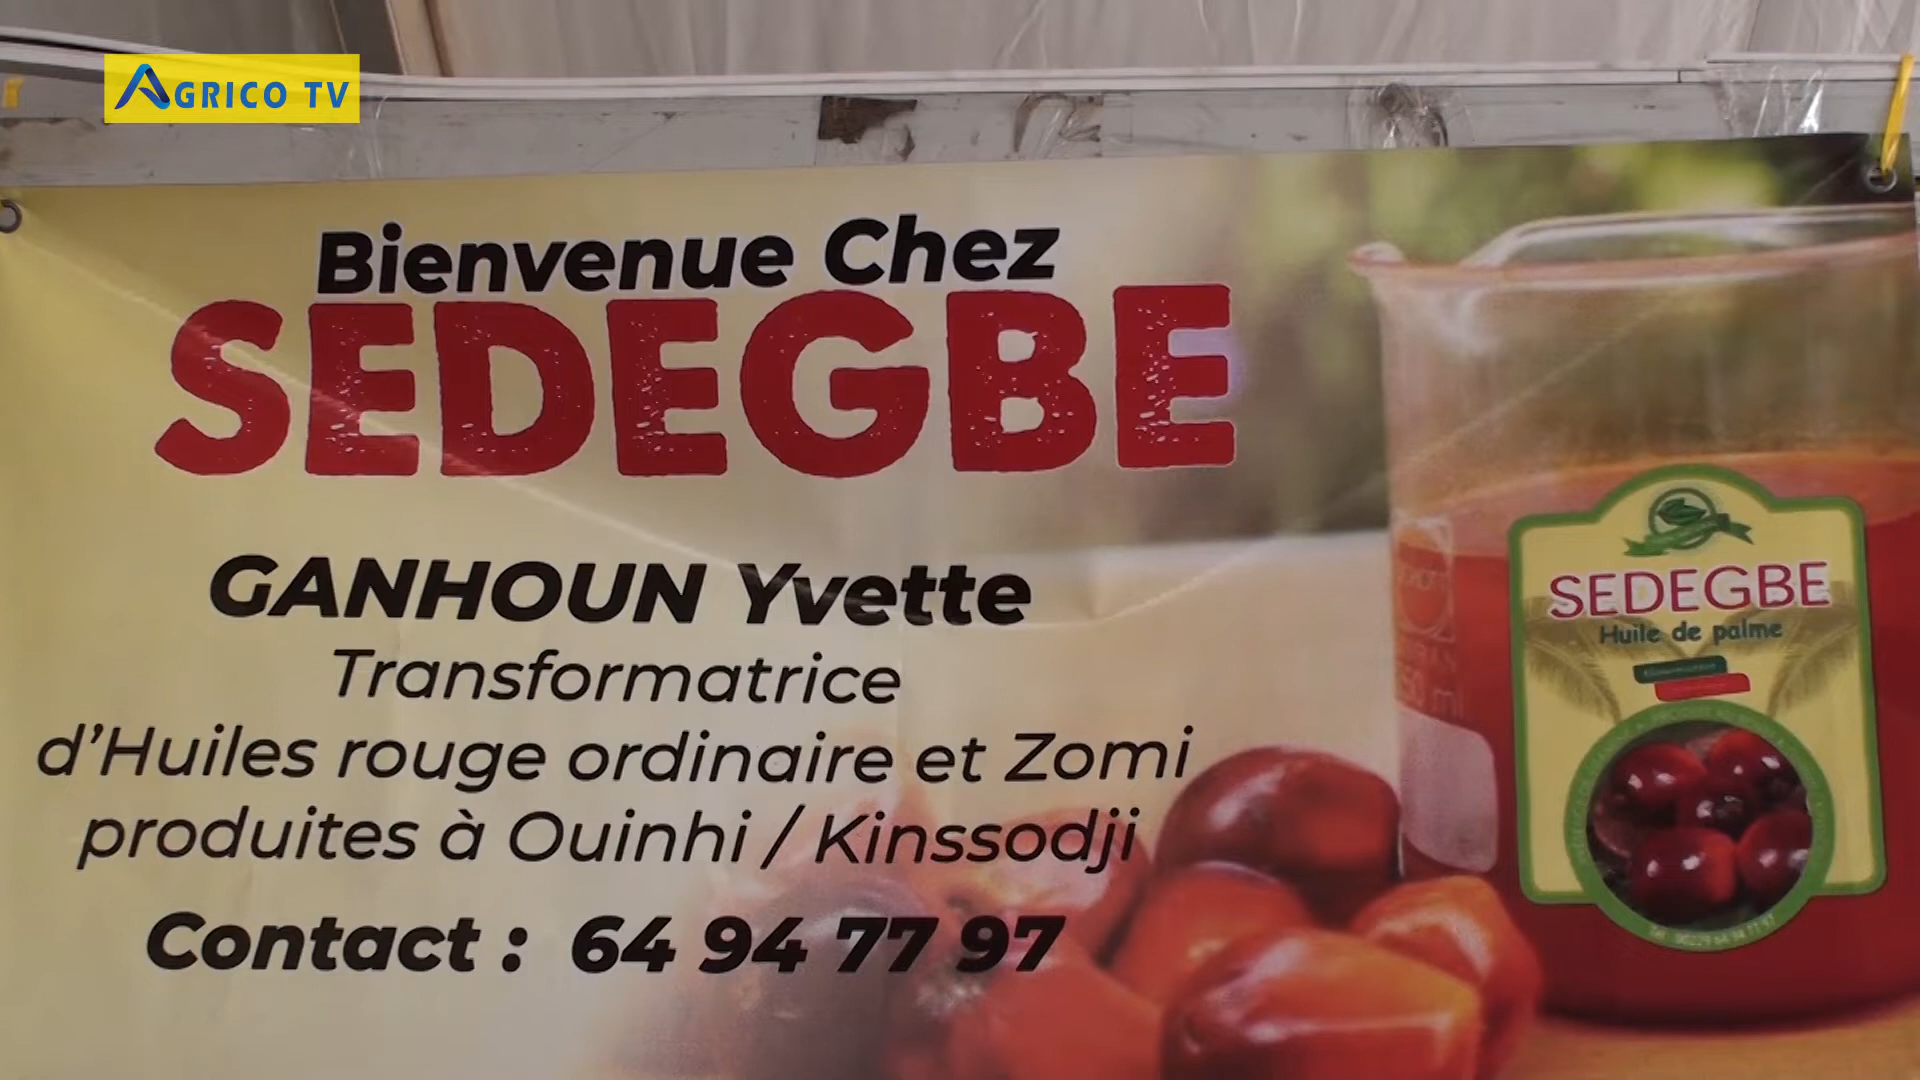 AGRICO TV
Bienvenue Chez
SEDEGBE
GANHOUN Yvette
Transformatrice
d'Huiles rouge ordinaire et Zomi
produites à Ouinhi / Kinssodji
Contact : 64 94 77 97
SEDEGBE
Huile de palme